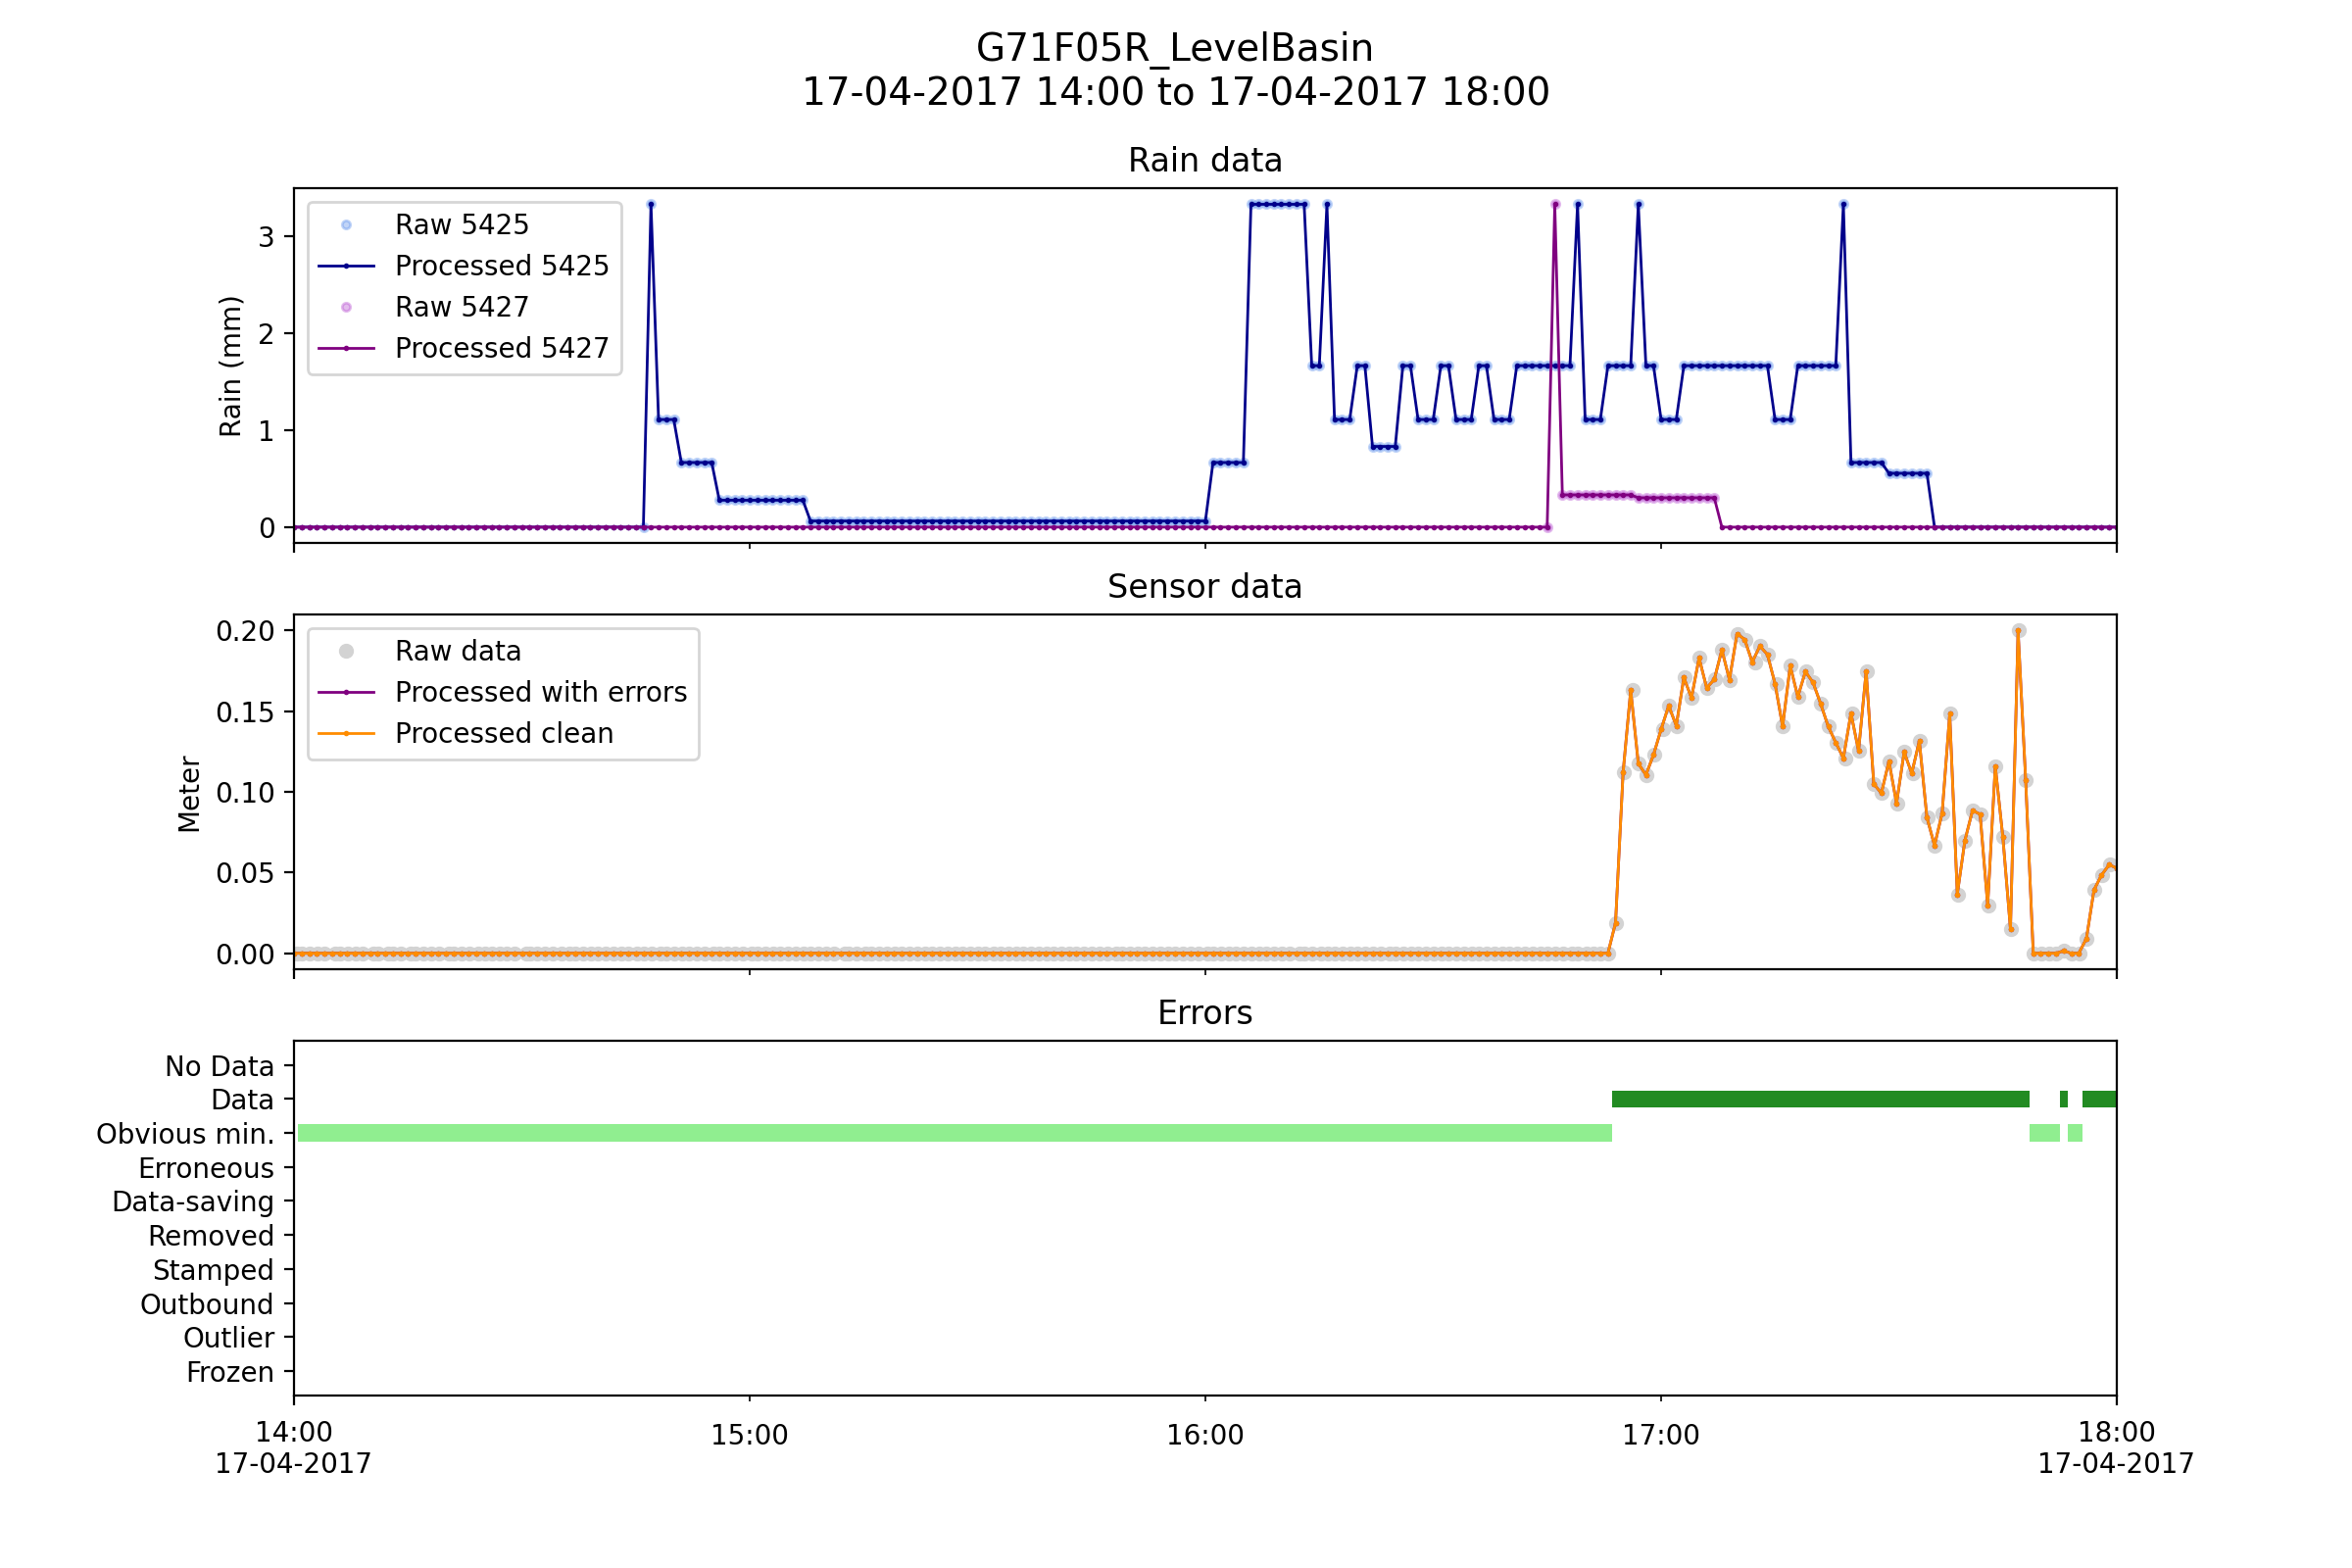 G71F05R_LevelBasin
17-04-2017 14:00 to 17-04-2017 18:00
Rain data
Rain (mm)
3
2
1
0
Raw 5425
Processed 5425
Raw 5427
Processed 5427
Sensor data
Meter
0.20
0.15
0.10
0.05
0.00
Raw data
Processed with errors
Processed clean
Errors
No Data
Data
Obvious min.
Erroneous
Data-saving
Removed
Stamped
Outbound
Outlier
Frozen
14:00
17-04-2017
15:00
16:00
17:00
18:00
17-04-2017